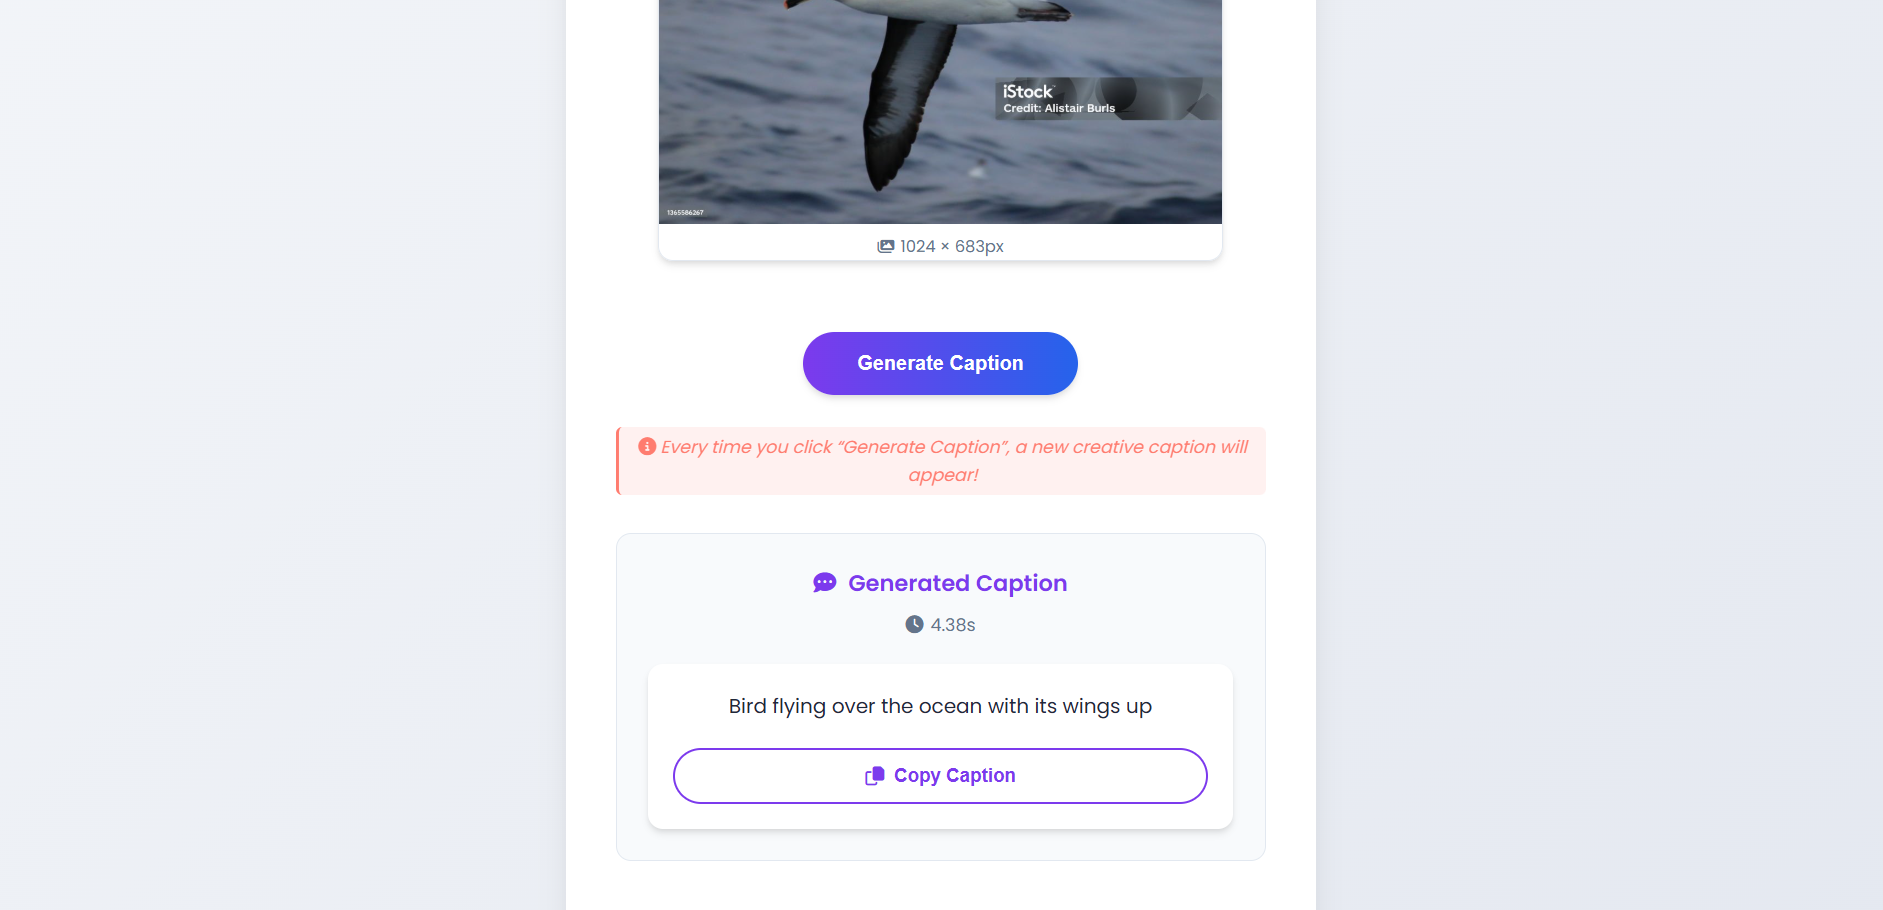 iStock
Credit: Alistair Burls
1365586267
1024 × 683px
Generate Caption
Every time you click “Generate Caption”, a new creative caption will
appear!
Generated Caption
4.38s
Bird flying over the ocean with its wings up
Copy Caption